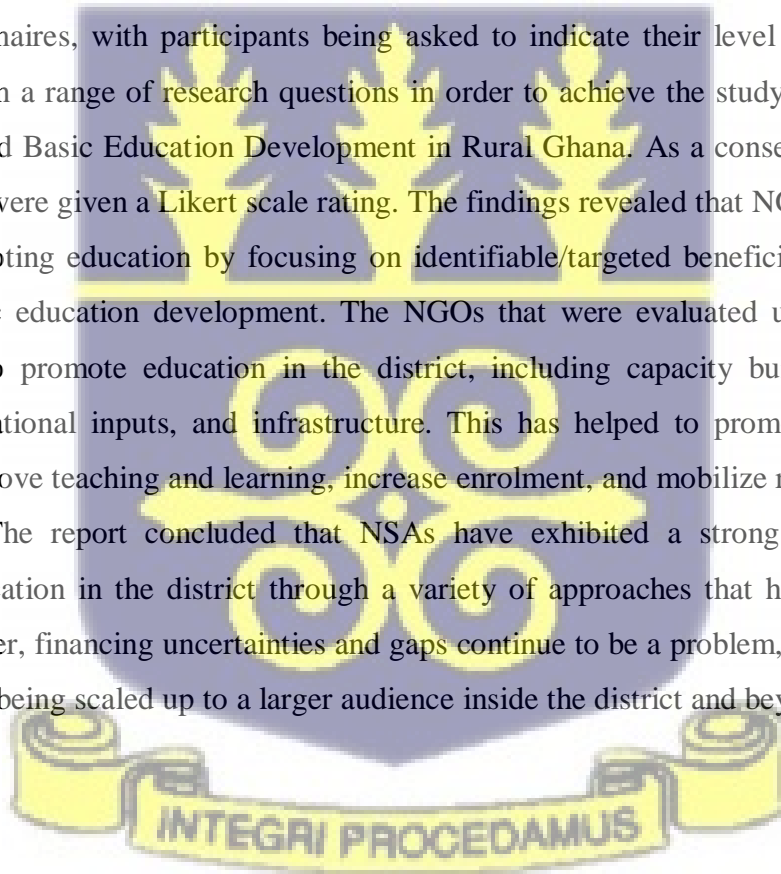 naires, with participants being asked to indicate their level
n a range of research questions in order to achieve the study
d Basic Education Development in Rural Ghana. As a conse
were given a Likert scale rating. The findings revealed that NG
oting education by focusing on identifiable/targeted benefici
c education development. The NGOs that were evaluated u
o promote education in the district, including capacity bu
ational inputs, and infrastructure. This has helped to prom
ove teaching and learning, increase enrolment, and mobilize r
The report concluded that NSAs have exhibited a strong
cation in the district through a variety of approaches that h
er, financing uncertainties and gaps continue to be a problem,
being scaled up to a larger audience inside the district and bey
INTEGRI PROCEDAMUS